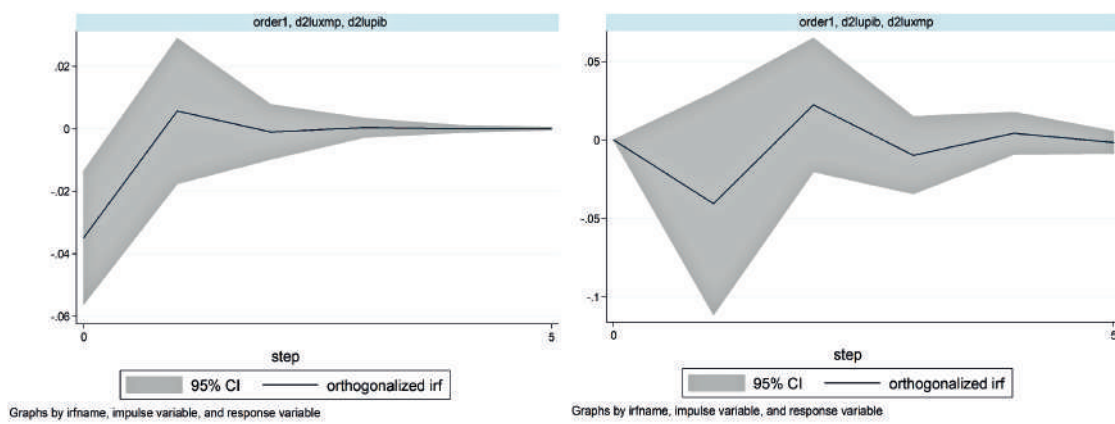 order1, d2luxmp, d2lupib
.02
0
-.02
-.04
-.06
0
5
step
95% CI
orthogonalized irf
Graphs by irfname, impulse variable, and response variable
order1, d2lupib, d2luxmp
.05
0
-.05
-.1
0
5
step
95% CI
orthogonalized irf
Graphs by irfname, impulse variable, and response variable